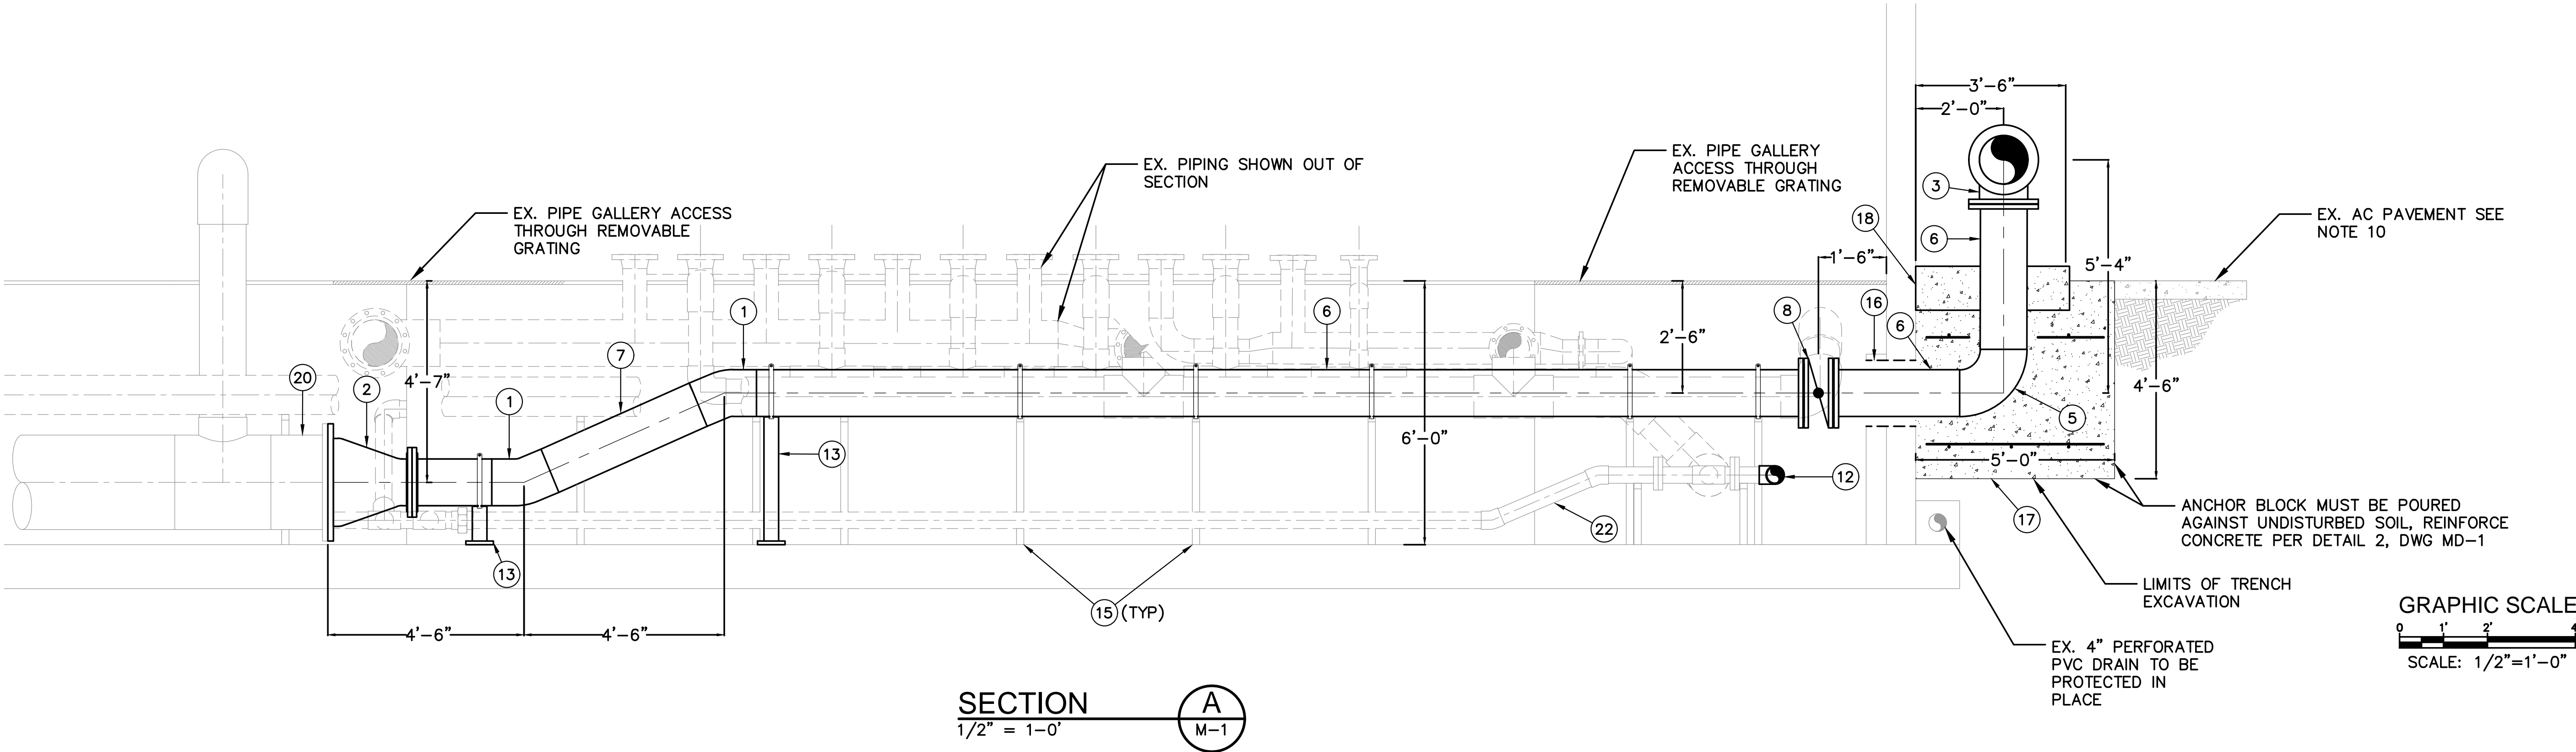 3'-6"
2'-0"
EX. PIPING SHOWN OUT OF
SECTION
EX. PIPE GALLERY
ACCESS THROUGH
REMOVABLE GRATING
3
EX. PIPE GALLERY ACCESS
THROUGH REMOVABLE
GRATING
18
EX. AC PAVEMENT SEE
NOTE 10
6
1'-6"
5'-4"
1
6
8
16
6
2'-6"
7
20
2
4'-7"
4'-6"
1
5
6'-0"
13
5'-0"
12
ANCHOR BLOCK MUST BE POURED
AGAINST UNDISTURBED SOIL, REINFORCE
CONCRETE PER DETAIL 2, DWG MD-1
17
22
13
LIMITS OF TRENCH
EXCAVATION
15 (TYP)
GRAPHIC SCALE
0 1' 2' 4
SCALE: 1/2"=1'-0"
4'-6"
4'-6"
EX. 4" PERFORATED
PVC DRAIN TO BE
PROTECTED IN
PLACE
SECTION
1/2" = 1-0'
A
M-1